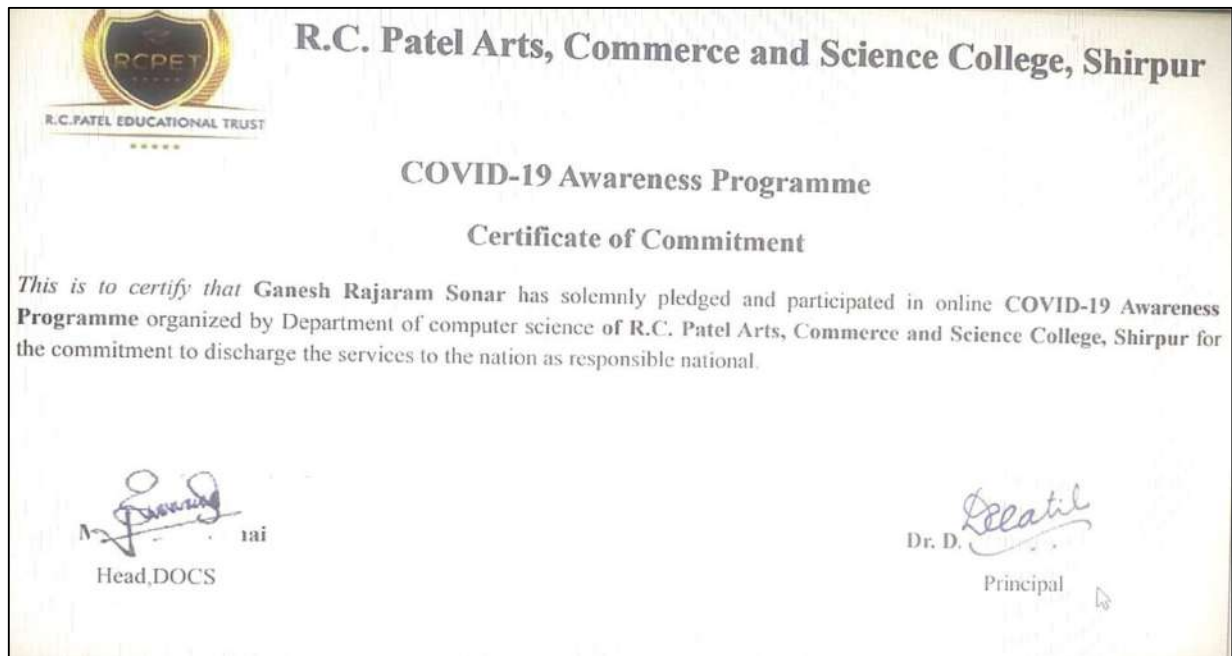 RCPET
R.C.PATEL EDUCATIONAL TRUST
R.C. Patel Arts, Commerce and Science College, Shirpur
COVID-19 Awareness Programme
Certificate of Commitment
This is to certify that Ganesh Rajaram Sonar has solemnly pledged and participated in online COVID-19 Awareness
Programme organized by Department of computer science of R.C. Patel Arts, Commerce and Science College, Shirpur for
the commitment to discharge the services to the nation as responsible national.
Head,DOCS
Dr. D.
Principal